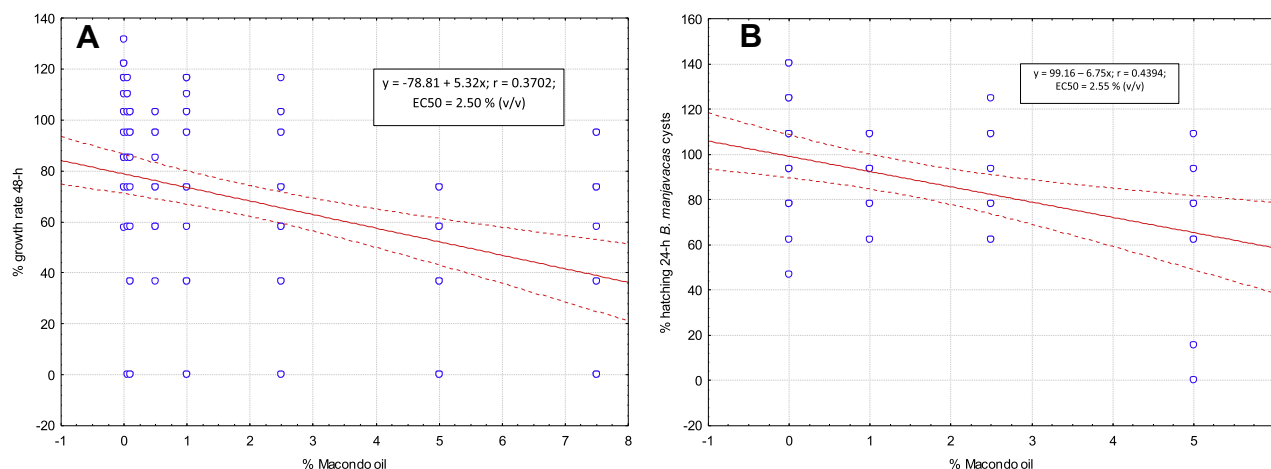 A
y = -78.81 + 5.32x; r = 0.3702;
EC50 = 2.50 % (v/v)
% growth rate 48-h
140
120
100
80
60
40
20
0
-20
-1 0 1 2 3 4 5 6 7 8
% Macondo oil
B
y = 99.16 – 6.75x; r = 0.4394;
EC50 = 2.55 % (v/v)
% hatching 24-h B. manjavacas cysts
160
140
120
100
80
60
40
20
0
-20
-1 0 1 2 3 4 5
% Macondo oil